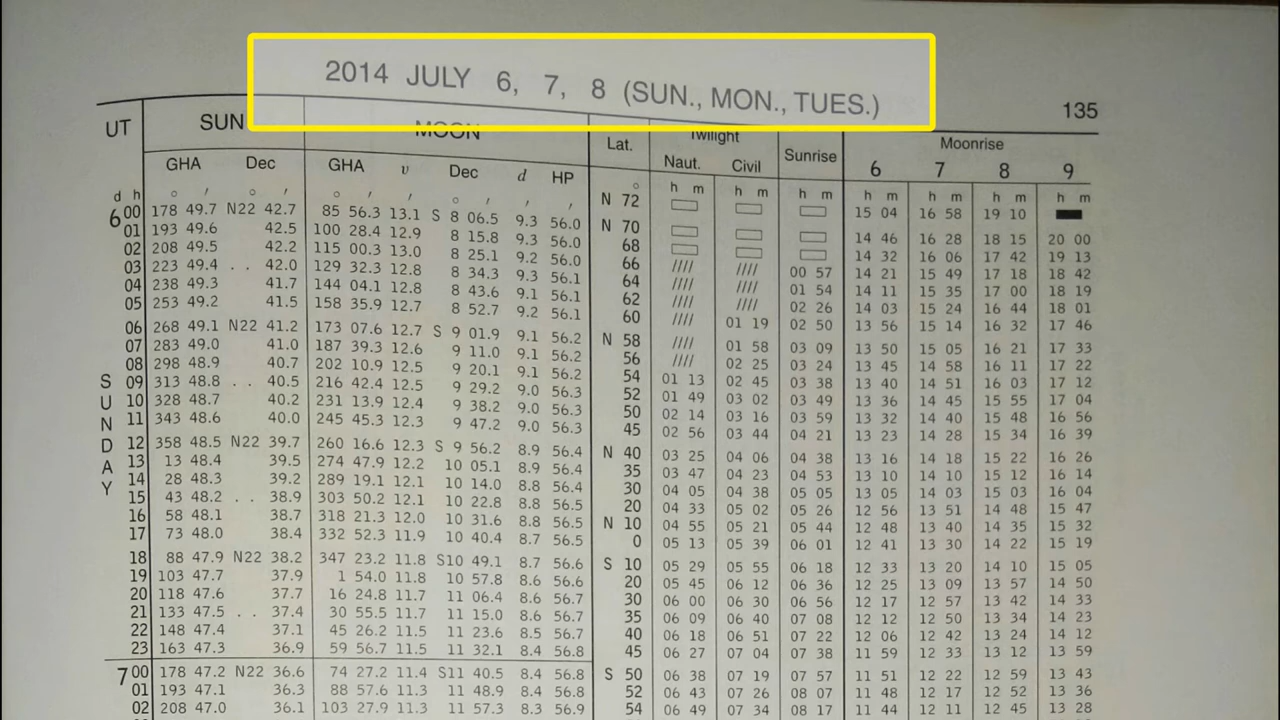 2014 JULY 6, 7, 8 (SUN., MON., TUES.)
135
UT SUN MOON
GHA Dec GHA v Dec d HP
d h ° ′ ° ′ ° ′ ′ ° ′ ′ ′
6 00 178 49.7 N22 42.7 85 56.3 13.1 S 8 06.5 9.3 56.0
01 193 49.6 42.5 100 28.4 12.9 8 15.8 9.3 56.0
02 208 49.5 42.2 115 00.3 13.0 8 25.1 9.2 56.0
03 223 49.4 . . 42.0 129 32.3 12.8 8 34.3 9.3 56.1
04 238 49.3 41.7 144 04.1 12.8 8 43.6 9.1 56.1
05 253 49.2 41.5 158 35.9 12.7 8 52.7 9.2 56.1
06 268 49.1 N22 41.2 173 07.6 12.7 S 9 01.9 9.1 56.2
07 283 49.0 41.0 187 39.3 12.6 9 11.0 9.1 56.2
08 298 48.9 40.7 202 10.9 12.5 9 20.1 9.1 56.2
S 09 313 48.8 . . 40.5 216 42.4 12.5 9 29.2 9.0 56.3
U 10 328 48.7 40.2 231 13.9 12.4 9 38.2 9.0 56.3
N 11 343 48.6 40.0 245 45.3 12.3 9 47.2 9.0 56.3
D 12 358 48.5 N22 39.7 260 16.6 12.3 S 9 56.2 8.9 56.4
A 13 13 48.4 39.5 274 47.9 12.2 10 05.1 8.9 56.4
Y 14 28 48.3 39.2 289 19.1 12.1 10 14.0 8.8 56.4
15 43 48.2 . . 38.9 303 50.2 12.1 10 22.8 8.8 56.5
16 58 48.1 38.7 318 21.3 12.0 10 31.6 8.8 56.5
17 73 48.0 38.4 332 52.3 11.9 10 40.4 8.7 56.5
18 88 47.9 N22 38.2 347 23.2 11.8 S10 49.1 8.7 56.6
19 103 47.7 37.9 1 54.0 11.8 10 57.8 8.6 56.6
20 118 47.6 37.7 16 24.8 11.7 11 06.4 8.6 56.7
21 133 47.5 . . 37.4 30 55.5 11.7 11 15.0 8.6 56.7
22 148 47.4 37.1 45 26.2 11.5 11 23.6 8.5 56.7
23 163 47.3 36.9 59 56.7 11.5 11 32.1 8.4 56.8
7 00 178 47.2 N22 36.6 74 27.2 11.4 S11 40.5 8.4 56.8
01 193 47.1 36.3 88 57.6 11.3 11 48.9 8.4 56.8
02 208 47.0 36.1 103 27.9 11.3 11 57.3 8.3 56.9
Lat. Twilight Sunrise Moonrise
Naut. Civil 6 7 8 9
° h m h m h m h m h m h m h m
N 72 15 04 16 58 19 10
N 70 14 46 16 28 18 15 20 00
68 14 32 16 06 17 42 19 13
66 //// //// 00 57 14 21 15 49 17 18 18 42
64 //// //// 01 54 14 11 15 35 17 00 18 19
62 //// //// 02 26 14 03 15 24 16 44 18 01
60 //// 01 19 02 50 13 56 15 14 16 32 17 46
N 58 //// 01 58 03 09 13 50 15 05 16 21 17 33
56 //// 02 25 03 24 13 45 14 58 16 11 17 22
54 01 13 02 45 03 38 13 40 14 51 16 03 17 12
52 01 49 03 02 03 49 13 36 14 45 15 55 17 04
50 02 14 03 16 03 59 13 32 14 40 15 48 16 56
45 02 56 03 44 04 21 13 23 14 28 15 34 16 39
N 40 03 25 04 06 04 38 13 16 14 18 15 22 16 26
35 03 47 04 23 04 53 13 10 14 10 15 12 16 14
30 04 05 04 38 05 05 13 05 14 03 15 03 16 04
20 04 33 05 02 05 26 12 56 13 51 14 48 15 47
N 10 04 55 05 21 05 44 12 48 13 40 14 35 15 32
0 05 13 05 39 06 01 12 41 13 30 14 22 15 19
S 10 05 29 05 55 06 18 12 33 13 20 14 10 15 05
20 05 45 06 12 06 36 12 25 13 09 13 57 14 50
30 06 00 06 30 06 56 12 17 12 57 13 42 14 33
35 06 09 06 40 07 08 12 12 12 50 13 34 14 23
40 06 18 06 51 07 22 12 06 12 42 13 24 14 12
45 06 27 07 04 07 38 11 59 12 33 13 12 13 59
S 50 06 38 07 19 07 57 11 51 12 22 12 59 13 43
52 06 43 07 26 08 07 11 48 12 17 12 52 13 36
54 06 49 07 34 08 17 11 44 12 11 12 45 13 28